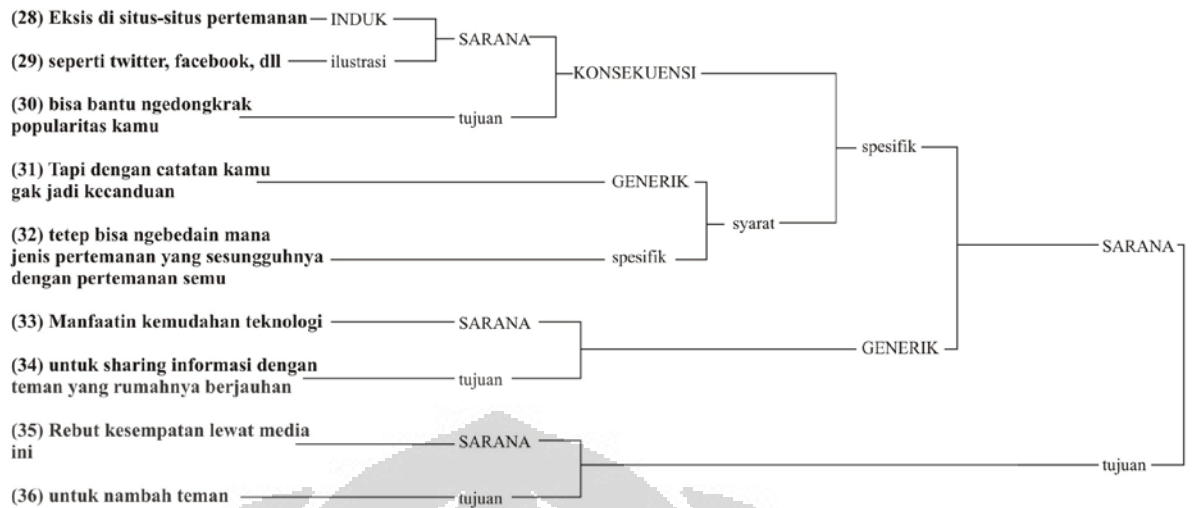 (28) Eksis di situs-situs pertemanan INDUK
SARANA
(29) seperti twitter, facebook, dll ilustrasi
KONSEKUENSI
(30) bisa bantu ngedongkrak
popularitas kamu
tujuan
spesifik
(31) Tapi dengan catatan kamu
gak jadi kecanduan
GENERIK
syarat
(32) tetep bisa ngebedain mana
jenis pertemanan yang sesungguhnya
dengan pertemanan semu
spesifik
SARANA
(33) Manfaatin kemudahan teknologi SARANA
GENERIK
(34) untuk sharing informasi dengan
teman yang rumahnya berjauhan
tujuan
(35) Rebut kesempatan lewat media
ini
SARANA
tujuan
(36) untuk nambah teman tujuan